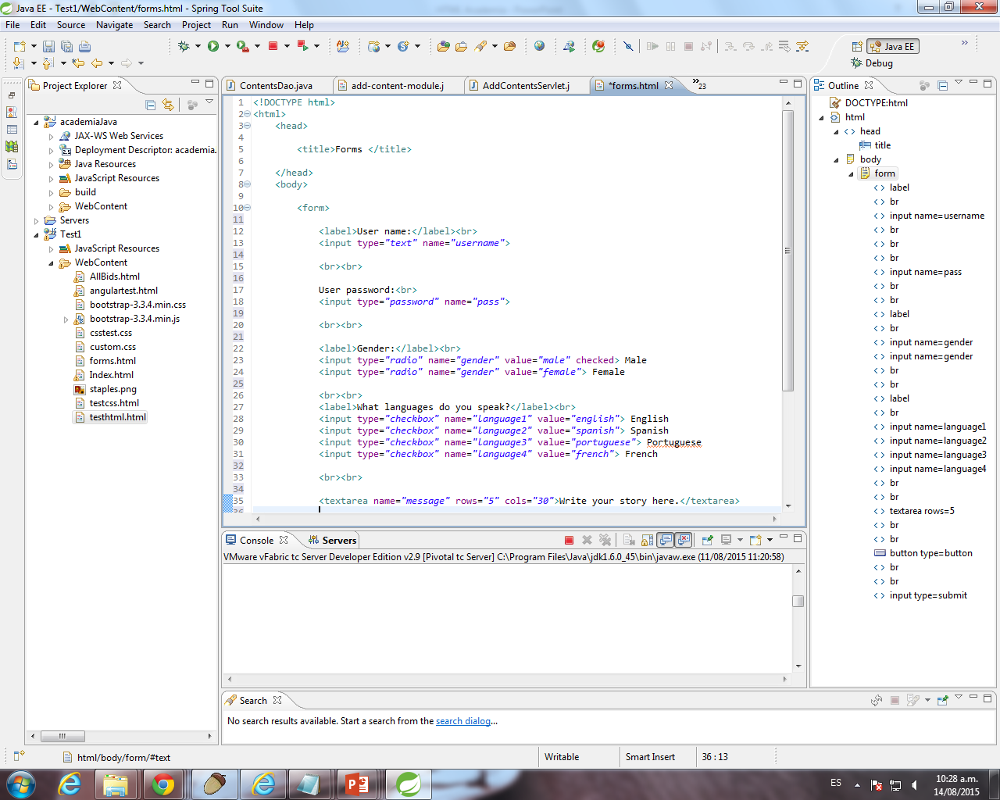 Java EE - Test1/WebContent/forms.html - Spring Tool Suite
File Edit Source Navigate Search Project Run Window Help
Java EE
Debug
Project Explorer
academiaJava
JAX-WS Web Services
Deployment Descriptor: academia.
Java Resources
JavaScript Resources
build
WebContent
Servers
Test1
JavaScript Resources
WebContent
AllBids.html
angulartest.html
bootstrap-3.3.4.min.css
bootstrap-3.3.4.min.js
csstest.css
custom.css
forms.html
Index.html
staples.png
testcss.html
testhtml.html
ContentsDao.java add-content-module.j AddContentsServlet.j *forms.html »23
1 <!DOCTYPE html>
2 <html>
3 <head>
4
5 <title>Forms </title>
6
7 </head>
8 <body>
9
10 <form>
11
12 <label>User name:</label><br>
13 <input type="text" name="username">
14
15 <br><br>
16
17 User password:<br>
18 <input type="password" name="pass">
19
20 <br><br>
21
22 <label>Gender:</label><br>
23 <input type="radio" name="gender" value="male" checked> Male
24 <input type="radio" name="gender" value="female"> Female
25
26 <br><br>
27 <label>What languages do you speak?</label><br>
28 <input type="checkbox" name="language1" value="english"> English
29 <input type="checkbox" name="language2" value="spanish"> Spanish
30 <input type="checkbox" name="language3" value="portuguese"> Portuguese
31 <input type="checkbox" name="language4" value="french"> French
32
33 <br><br>
34
35 <textarea name="message" rows="5" cols="30">Write your story here.</textarea>
36
Outline
DOCTYPE:html
html
head
title
body
form
label
br
input name=username
br
br
br
input name=pass
br
br
label
br
input name=gender
input name=gender
br
br
label
br
input name=language1
input name=language2
input name=language3
input name=language4
br
br
textarea rows=5
br
br
button type=button
br
br
input type=submit
Console Servers
VMware vFabric tc Server Developer Edition v2.9 [Pivotal tc Server] C:\Program Files\Java\jdk1.6.0_45\bin\javaw.exe (11/08/2015 11:20:58)
Search
No search results available. Start a search from the search dialog...
html/body/form/#text Writable Smart Insert 36 : 13
ES 10:28 a.m.
14/08/2015